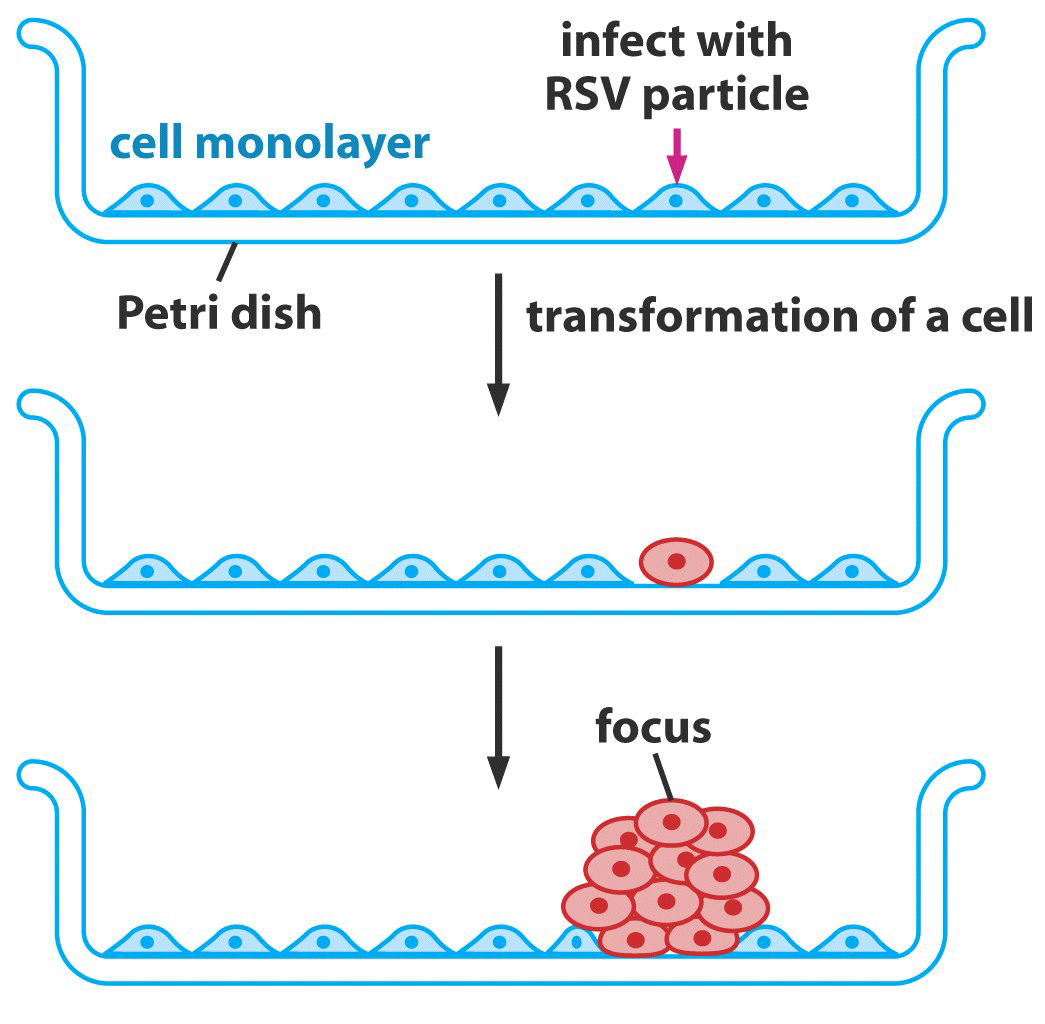 infect with
RSV particle
cell monolayer
Petri dish
transformation of a cell
focus